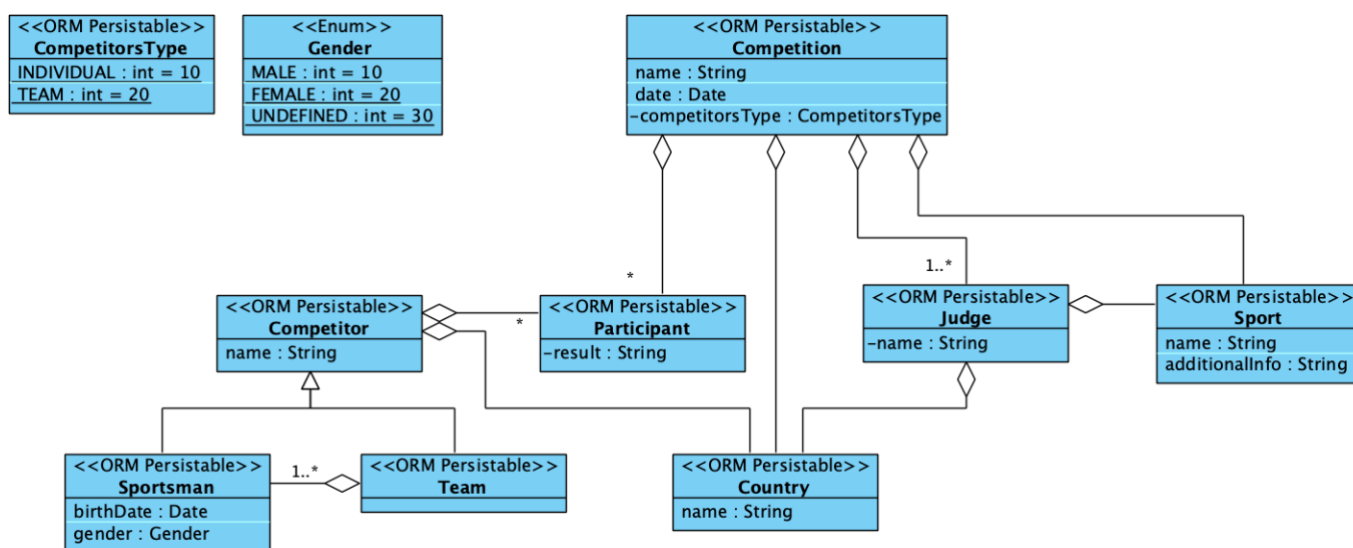 <<ORM Persistable>>
CompetitorsType
INDIVIDUAL : int = 10
TEAM : int = 20
<<Enum>>
Gender
MALE : int = 10
FEMALE : int = 20
UNDEFINED : int = 30
<<ORM Persistable>>
Competition
name : String
date : Date
-competitorsType : CompetitorsType
*
1..*
<<ORM Persistable>>
Competitor
name : String
*
<<ORM Persistable>>
Participant
-result : String
<<ORM Persistable>>
Judge
-name : String
<<ORM Persistable>>
Sport
name : String
additionalInfo : String
<<ORM Persistable>>
Sportsman
birthDate : Date
gender : Gender
1..*
<<ORM Persistable>>
Team
<<ORM Persistable>>
Country
name : String